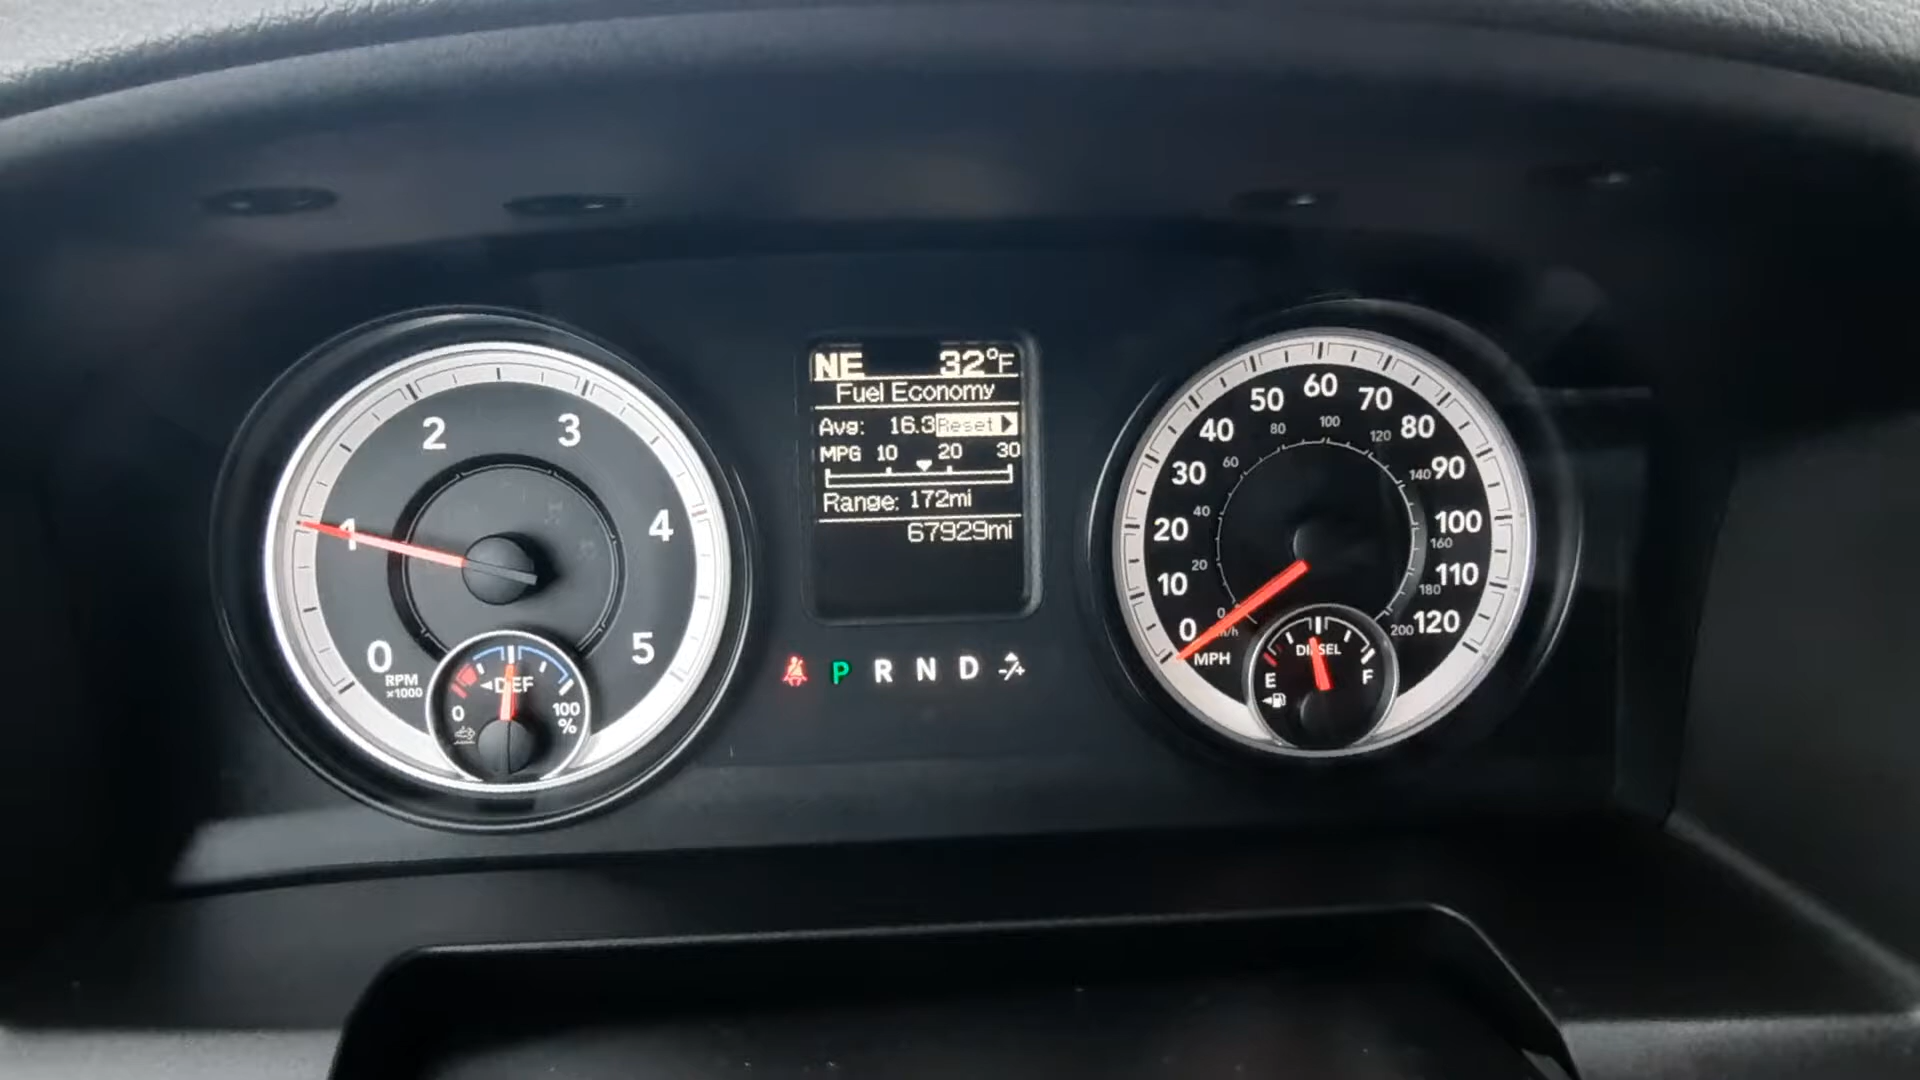 0
1
2
3
4
5
RPM
×1000
◄DEF
0
100
%
NE 32°F
Fuel Economy
Avg: 16.3 Reset ▶
MPG 10 20 30
Range: 172mi
67929mi
P R N D
0
10
20
30
40
50
60
70
80
90
100
110
120
MPH
0
20
40
60
80
100
120
140
160
180
200
km/h
DIESEL
E
F